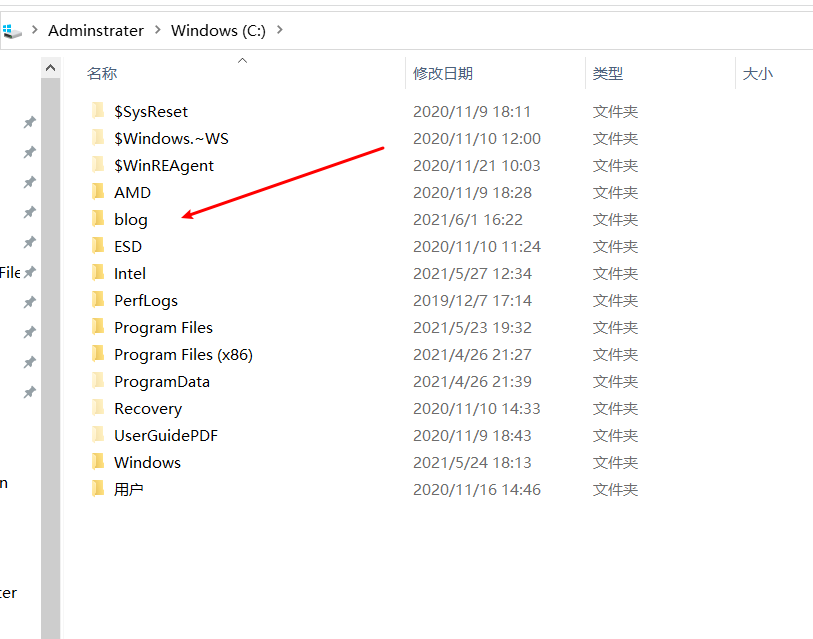 Adminstrater > Windows (C:) >
名称 修改日期 类型 大小
$SysReset 2020/11/9 18:11 文件夹
$Windows.~WS 2020/11/10 12:00 文件夹
$WinREAgent 2020/11/21 10:03 文件夹
AMD 2020/11/9 18:28 文件夹
blog 2021/6/1 16:22 文件夹
ESD 2020/11/10 11:24 文件夹
File Intel 2021/5/27 12:34 文件夹
PerfLogs 2019/12/7 17:14 文件夹
Program Files 2021/5/23 19:32 文件夹
Program Files (x86) 2021/4/26 21:27 文件夹
ProgramData 2021/4/26 21:39 文件夹
Recovery 2020/11/10 14:33 文件夹
UserGuidePDF 2020/11/9 18:43 文件夹
Windows 2021/5/24 18:13 文件夹
n 用户 2020/11/16 14:46 文件夹
ter